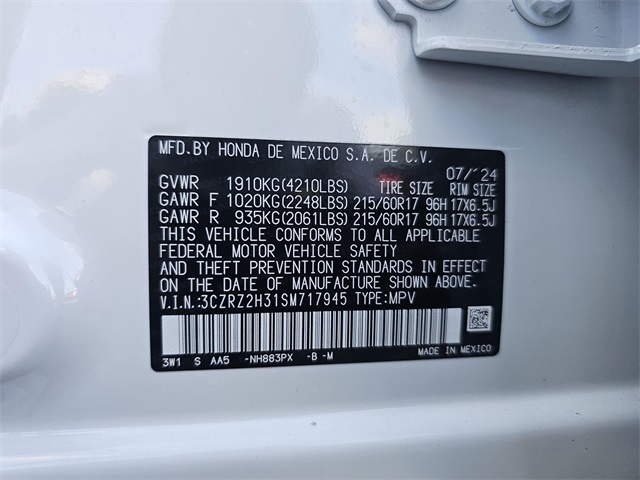 MFD.BY HONDA DE MEXICO S.A. DE C.V.
07/'24
GVWR 1910KG(4210LBS) TIRE SIZE RIM SIZE
GAWR F 1020KG(2248LBS) 215/60R17 96H 17X6.5J
GAWR R 935KG(2061LBS) 215/60R17 96H 17X6.5J
THIS VEHICLE CONFORMS TO ALL APPLICABLE
FEDERAL MOTOR VEHICLE SAFETY
AND THEFT PREVENTION STANDARDS IN EFFECT
ON THE DATE OF MANUFACTURE SHOWN ABOVE.
V.I.N.:3CZRZ2H31SM717945 TYPE:MPV
3W1 S AA5 -NH883PX -B -M MADE IN MEXICO